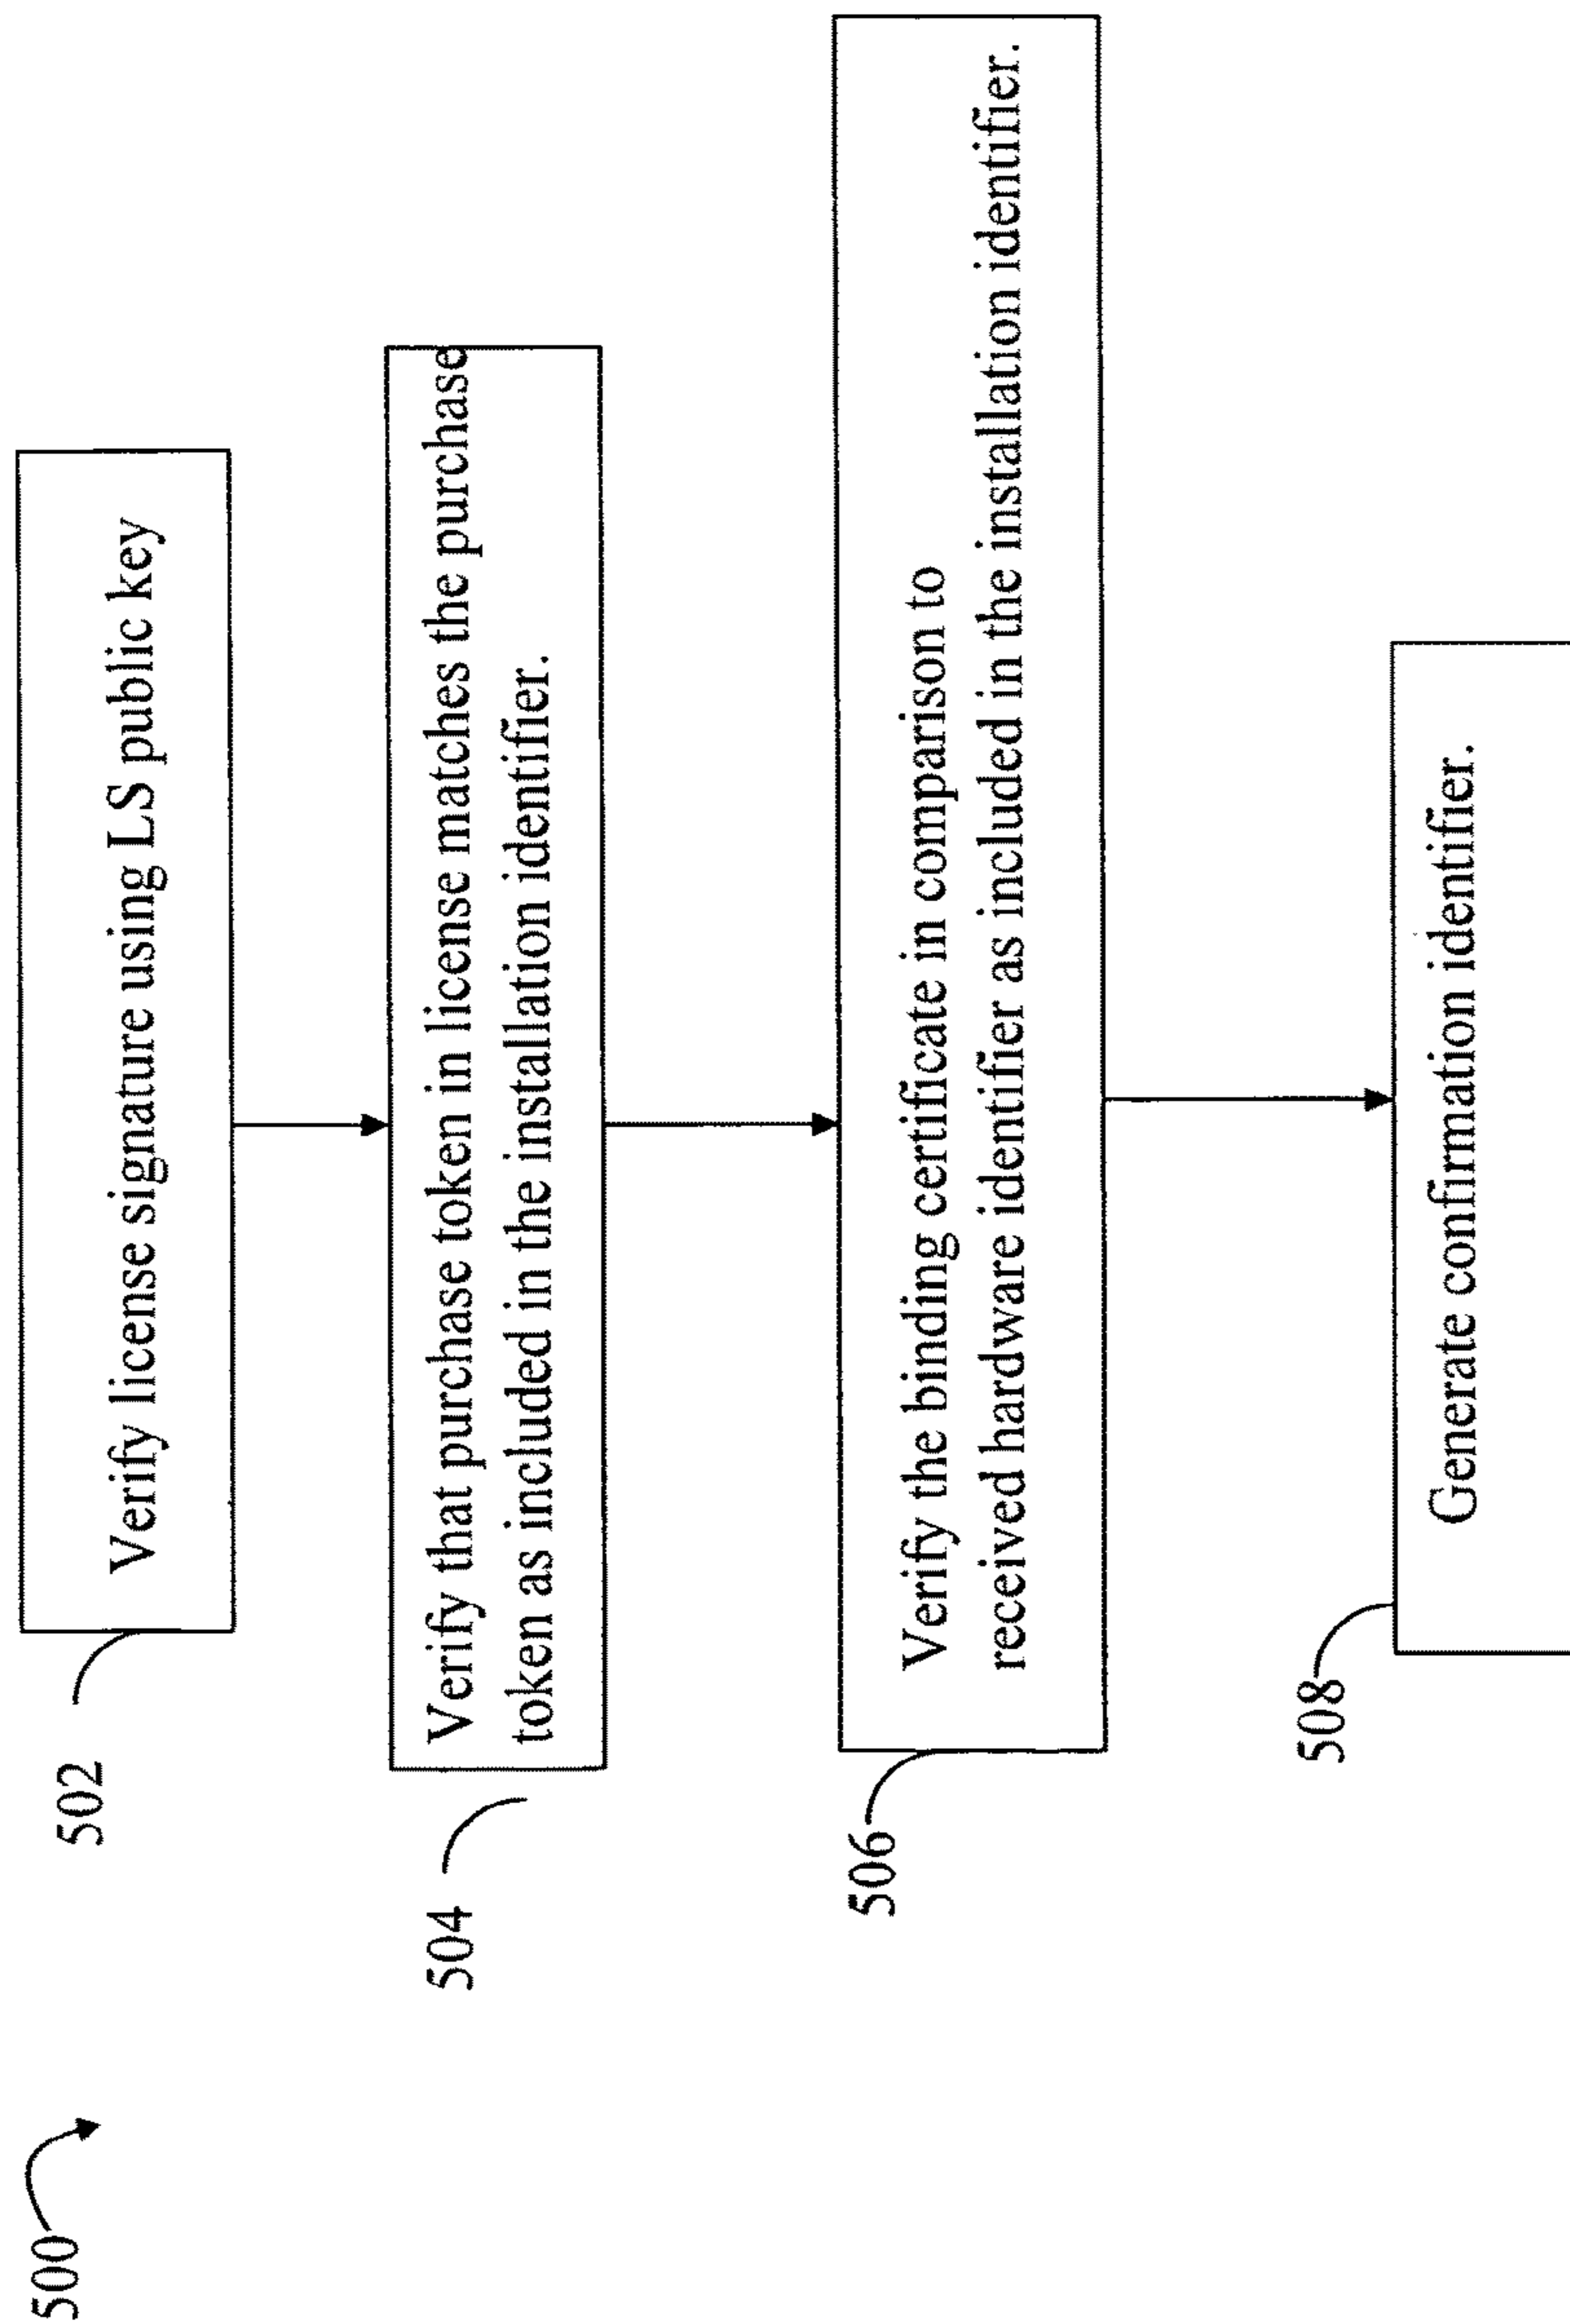 500
502
Verify license signature using LS public key
504
Verify that purchase token in license matches the purchase
token as included in the installation identifier.
506
Verify the binding certificate in comparison to
received hardware identifier as included in the installation identifier.
508
Generate confirmation identifier.